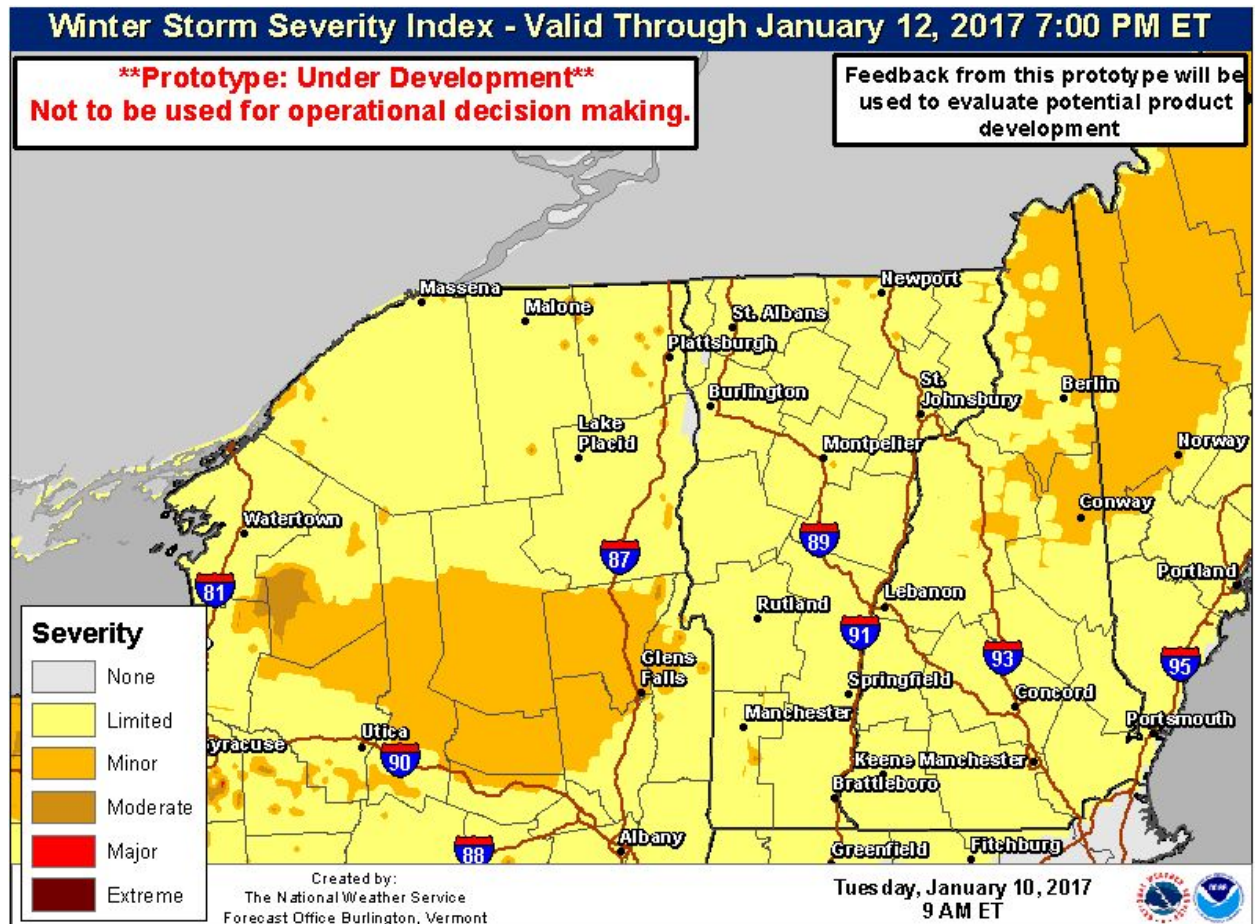 Winter Storm Severity Index - Valid Through January 12, 2017 7:00 PM ET
**Prototype: Under Development**
Not to be used for operational decision making.
Feedback from this prototype will be
used to evaluate potential product
development
Massena
Malone
Newport
St. Albans
Plattsburgh
Burlington
Berlin
St.
Johnsbury
Lake
Placid
Montpelier
Norway
Watertown
Conway
89
87
81
Portland
Rutland
Lebanon
91
93
95
Glens
Falls
Springfield
Concord
Manchester
Portsmouth
Utica
Syracuse
90
Keene
Manchester
Brattleboro
Albany
88
Greenfield
Fitchburg
Severity
None
Limited
Minor
Moderate
Major
Extreme
Created by:
The National Weather Service
Forecast Office Burlington, Vermont
Tuesday, January 10, 2017
9 AM ET